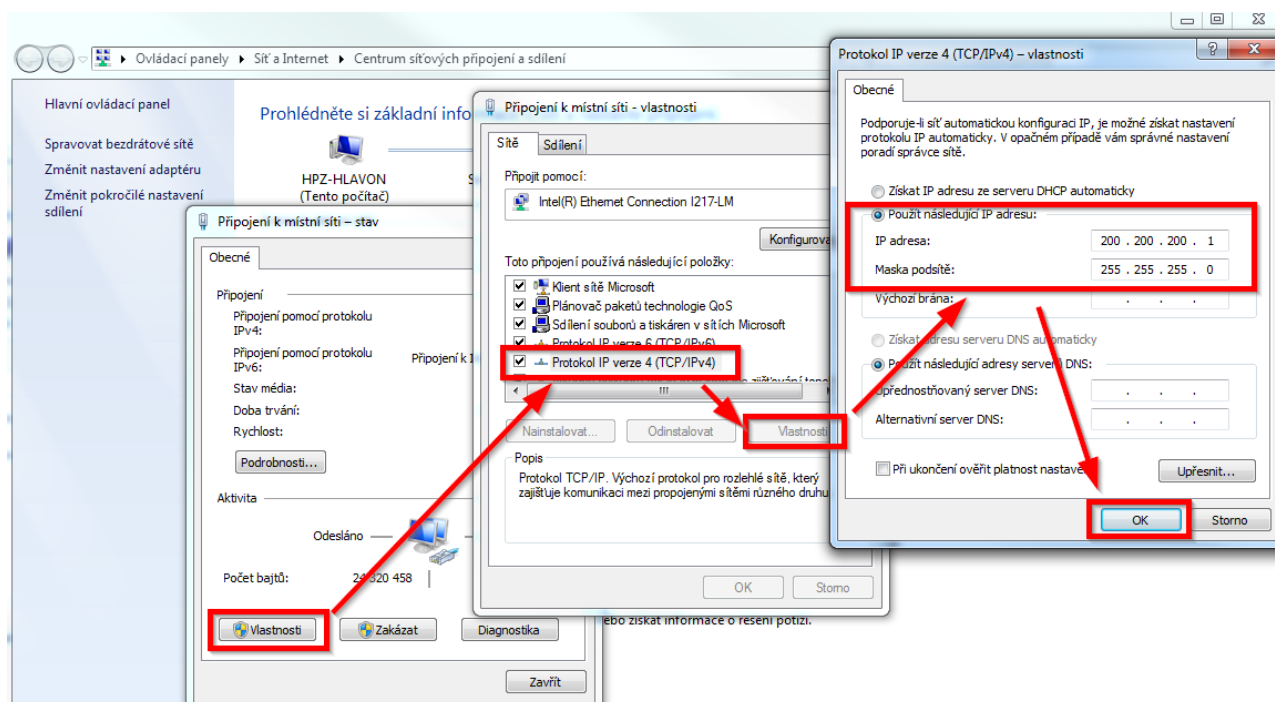 Ovládací panely ▸ Síť a Internet ▸ Centrum síťových připojení a sdílení
Hlavní ovládací panel
Spravovat bezdrátové sítě
Změnit nastavení adaptéru
Změnit pokročilé nastavení
sdílení
Prohlédněte si základní info
HPZ-HLAVON
(Tento počítač)
Připojení k místní síti – stav
Obecné
Připojení
Připojení pomocí protokolu
IPv4:
Připojení pomocí protokolu
IPv6:
Připojení k
Stav média:
Doba trvání:
Rychlost:
Podrobnosti...
Aktivita
Odesláno
Počet bajtů:
24 320 458
Vlastnosti
Zakázat
Diagnostika
Zavřít
Připojení k místní síti - vlastnosti
Sítě
Sdílení
Připojit pomocí:
Intel(R) Ethernet Connection I217-LM
Konfigurova
Toto připojení používá následující položky:
Klient sítě Microsoft
Plánovač paketů technologie QoS
Sdílení souborů a tiskáren v sítích Microsoft
Protokol IP verze 6 (TCP/IPv6)
Protokol IP verze 4 (TCP/IPv4)
Nainstalovat...
Odinstalovat
Vlastnosti
Popis
Protokol TCP/IP. Výchozí protokol pro rozlehlé sítě, který
zajišťuje komunikaci mezi propojenými sítěmi různého druhu
OK
Storno
ebo získat informace o řešení potíží.
Protokol IP verze 4 (TCP/IPv4) – vlastnosti
Obecné
Podporuje-li síť automatickou konfiguraci IP, je možné získat nastavení
protokolu IP automaticky. V opačném případě vám správné nastavení
poradí správce sítě.
Získat IP adresu ze serveru DHCP automaticky
Použít následující IP adresu:
IP adresa:
200 . 200 . 200 . 1
Maska podsítě:
255 . 255 . 255 . 0
Výchozí brána:
. . .
Získat adresu serveru DNS automaticky
Použít následující adresy serverů DNS:
Upřednostňovaný server DNS:
. . .
Alternativní server DNS:
. . .
Při ukončení ověřit platnost nastave
Upřesnit...
OK
Storno